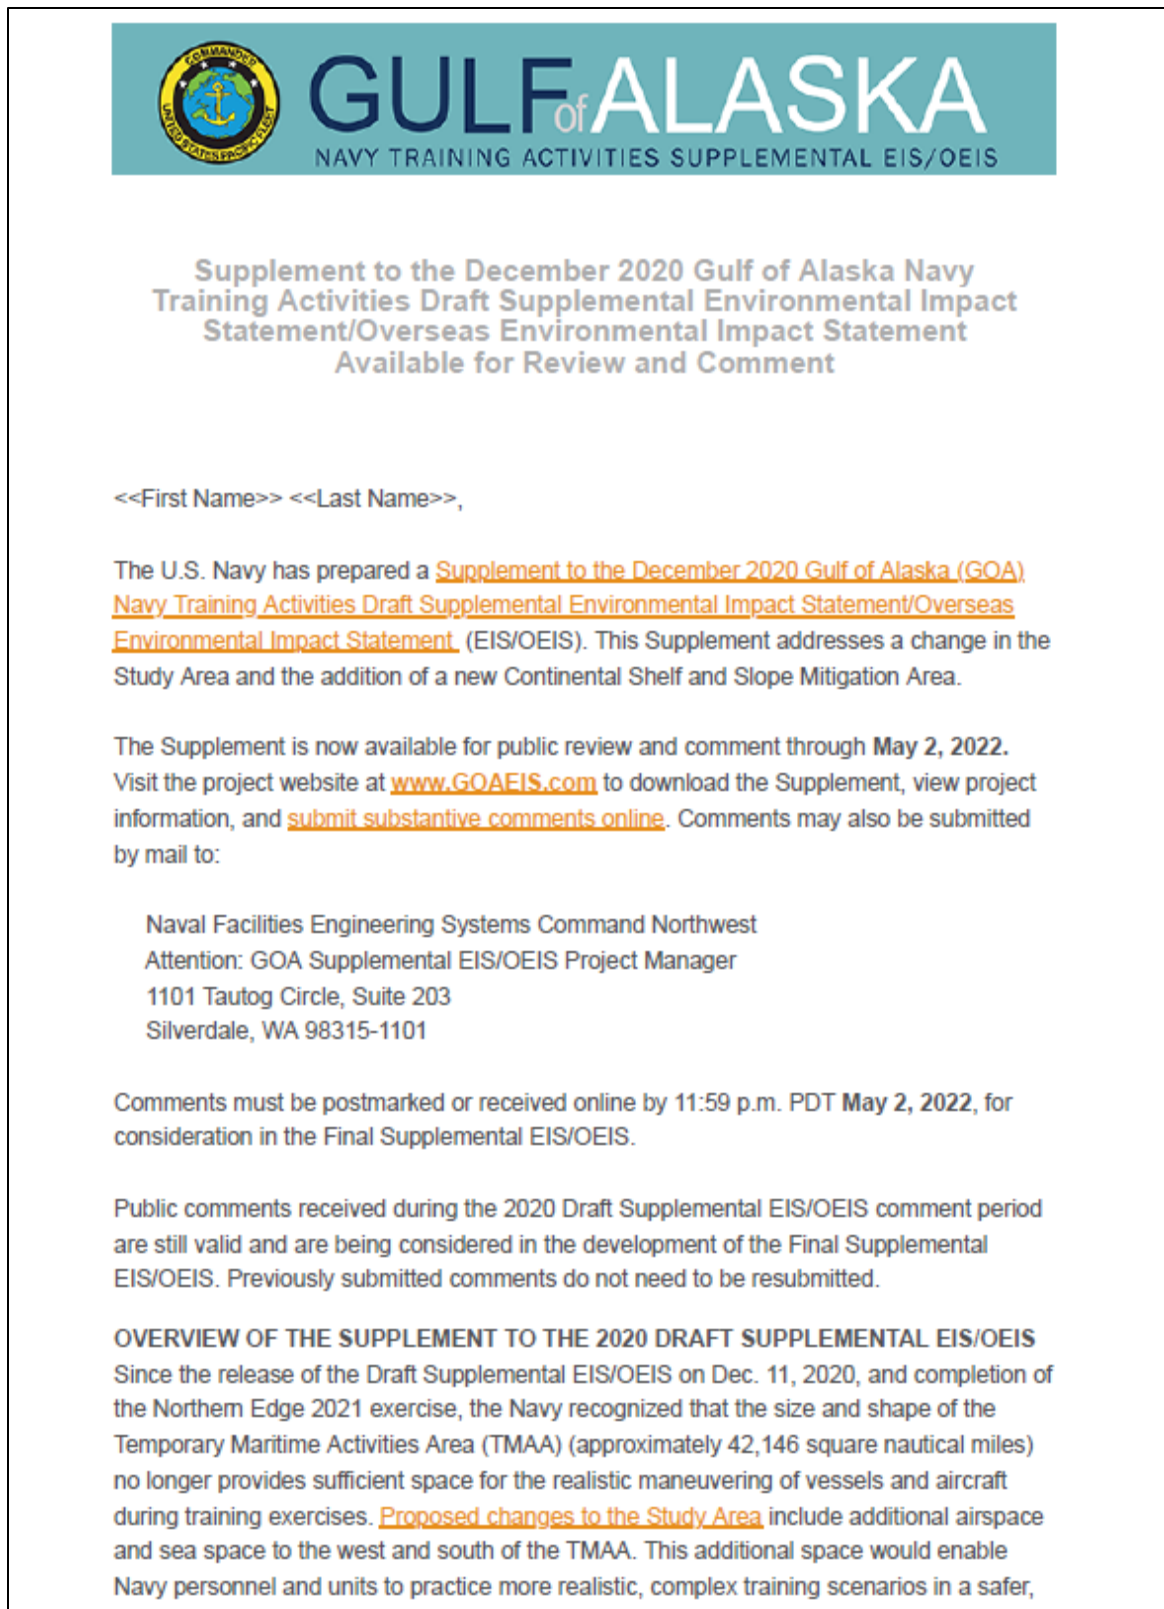 COMMANDER
UNITED STATES PACIFIC FLEET
GULF of ALASKA
NAVY TRAINING ACTIVITIES SUPPLEMENTAL EIS/OEIS
Supplement to the December 2020 Gulf of Alaska Navy
Training Activities Draft Supplemental Environmental Impact
Statement/Overseas Environmental Impact Statement
Available for Review and Comment
<<First Name>> <<Last Name>>,
The U.S. Navy has prepared a Supplement to the December 2020 Gulf of Alaska (GOA)
Navy Training Activities Draft Supplemental Environmental Impact Statement/Overseas
Environmental Impact Statement (EIS/OEIS). This Supplement addresses a change in the
Study Area and the addition of a new Continental Shelf and Slope Mitigation Area.
The Supplement is now available for public review and comment through May 2, 2022.
Visit the project website at www.GOAEIS.com to download the Supplement, view project
information, and submit substantive comments online. Comments may also be submitted
by mail to:
Naval Facilities Engineering Systems Command Northwest
Attention: GOA Supplemental EIS/OEIS Project Manager
1101 Tautog Circle, Suite 203
Silverdale, WA 98315-1101
Comments must be postmarked or received online by 11:59 p.m. PDT May 2, 2022, for
consideration in the Final Supplemental EIS/OEIS.
Public comments received during the 2020 Draft Supplemental EIS/OEIS comment period
are still valid and are being considered in the development of the Final Supplemental
EIS/OEIS. Previously submitted comments do not need to be resubmitted.
OVERVIEW OF THE SUPPLEMENT TO THE 2020 DRAFT SUPPLEMENTAL EIS/OEIS
Since the release of the Draft Supplemental EIS/OEIS on Dec. 11, 2020, and completion of
the Northern Edge 2021 exercise, the Navy recognized that the size and shape of the
Temporary Maritime Activities Area (TMAA) (approximately 42,146 square nautical miles)
no longer provides sufficient space for the realistic maneuvering of vessels and aircraft
during training exercises. Proposed changes to the Study Area include additional airspace
and sea space to the west and south of the TMAA. This additional space would enable
Navy personnel and units to practice more realistic, complex training scenarios in a safer,